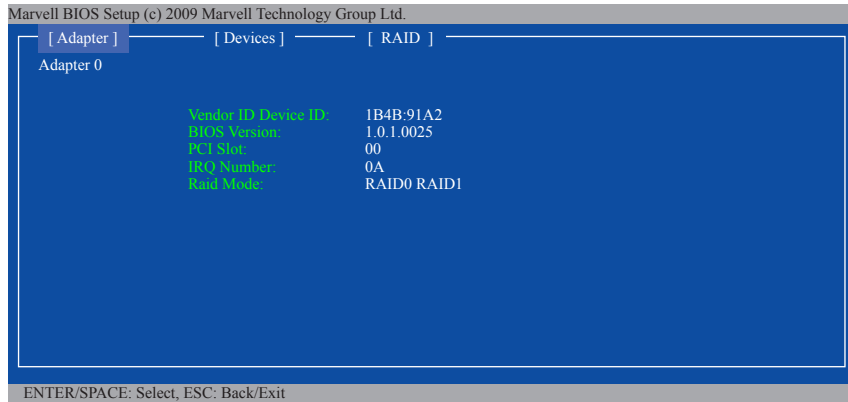 Marvell BIOS Setup (c) 2009 Marvell Technology Group Ltd.
[ Adapter ] [ Devices ] [ RAID ]
Adapter 0
Vendor ID Device ID: 1B4B:91A2
BIOS Version: 1.0.1.0025
PCI Slot: 00
IRQ Number: 0A
Raid Mode: RAID0 RAID1
ENTER/SPACE: Select, ESC: Back/Exit